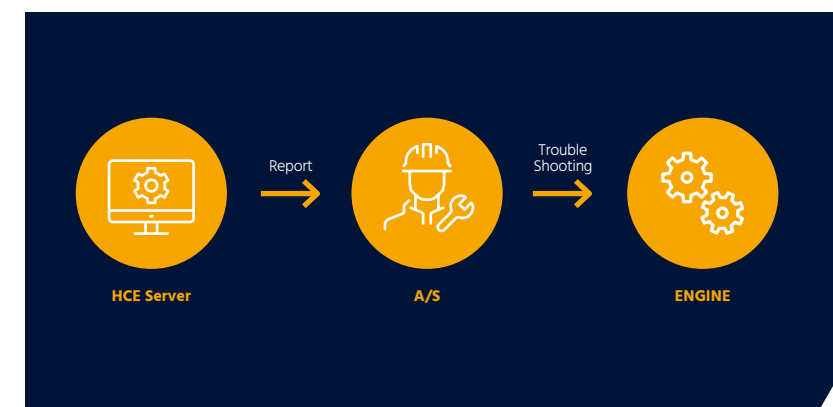 Report
Trouble
Shooting
HCE Server
A/S
ENGINE